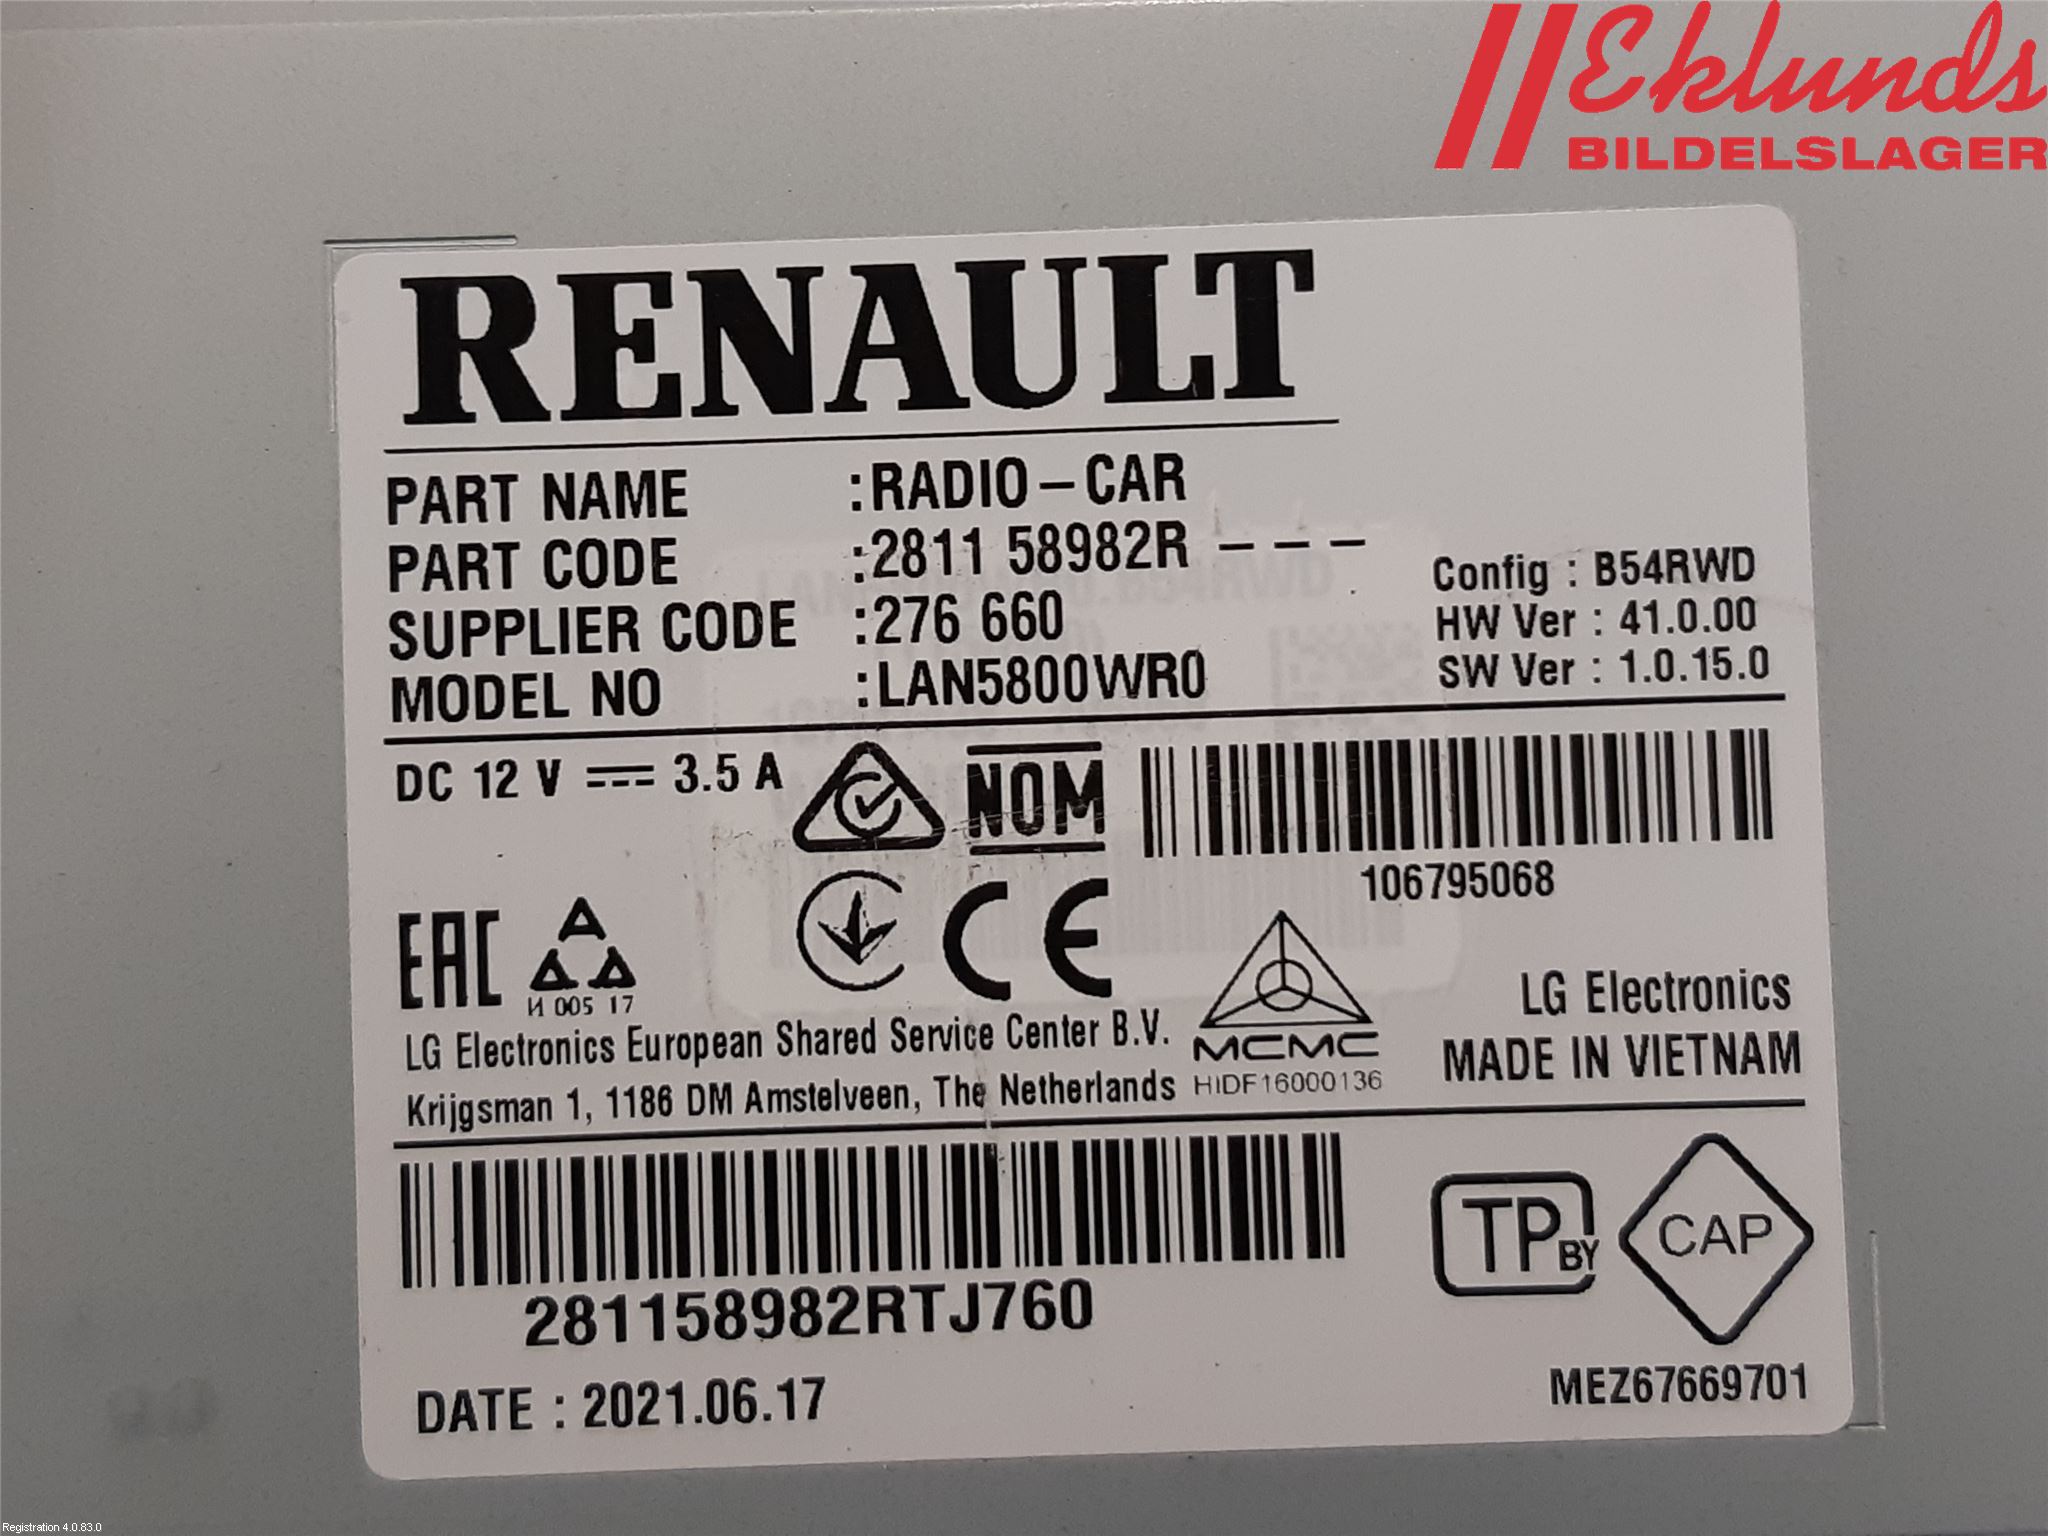 Eklunds
BILDELSLAGER
RENAULT
PART NAME :RADIO-CAR
PART CODE :2811 58982R ---
SUPPLIER CODE :276 660
MODEL NO :LAN5800WR0
Config : B54RWD
HW Ver : 41.0.00
SW Ver : 1.0.15.0
DC 12 V ⎓ 3.5 A
NOM
106795068
EAC
И 005 17
CE
LG Electronics European Shared Service Center B.V.
Krijgsman 1, 1186 DM Amstelveen, The Netherlands
MCMC
HIDF16000136
LG Electronics
MADE IN VIETNAM
281158982RTJ760
TP BY
CAP
DATE : 2021.06.17
MEZ67669701
Registration 4.0.83.0